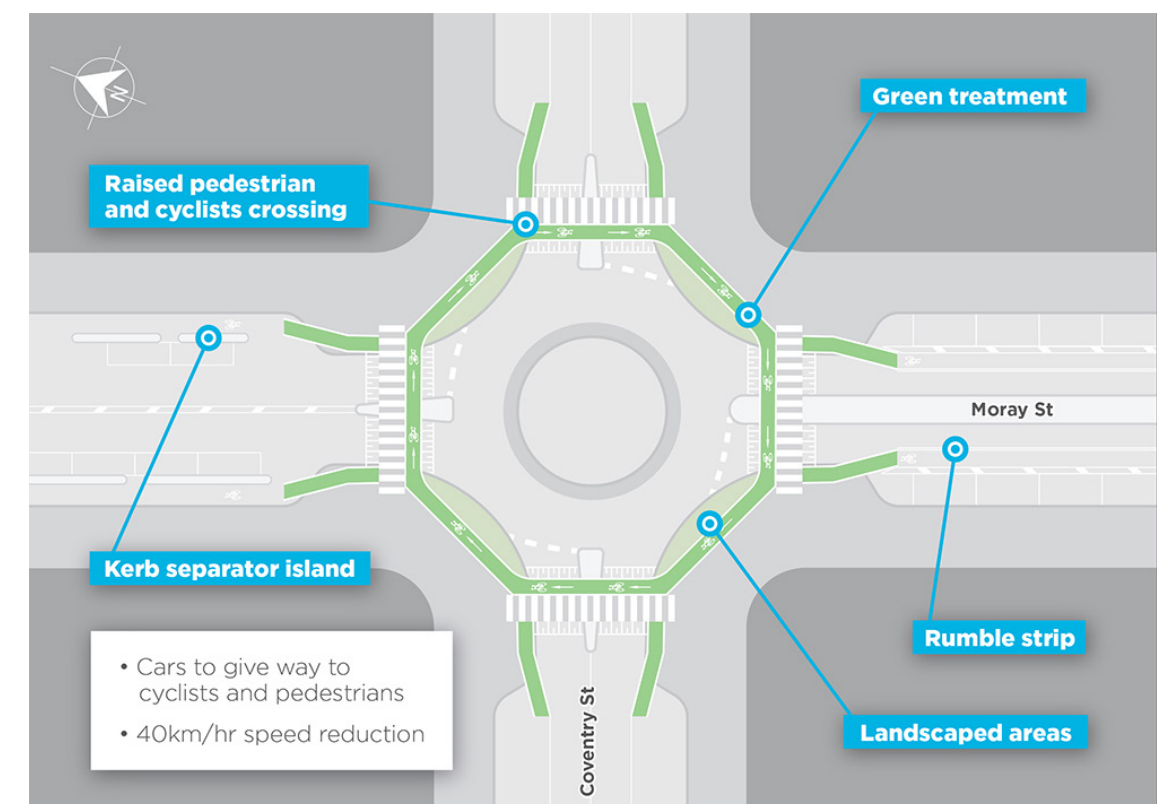 N
Green treatment
Raised pedestrian
and cyclists crossing
Moray St
Kerb separator island
Rumble strip
• Cars to give way to
cyclists and pedestrians
• 40km/hr speed reduction
Landscaped areas
Coventry St